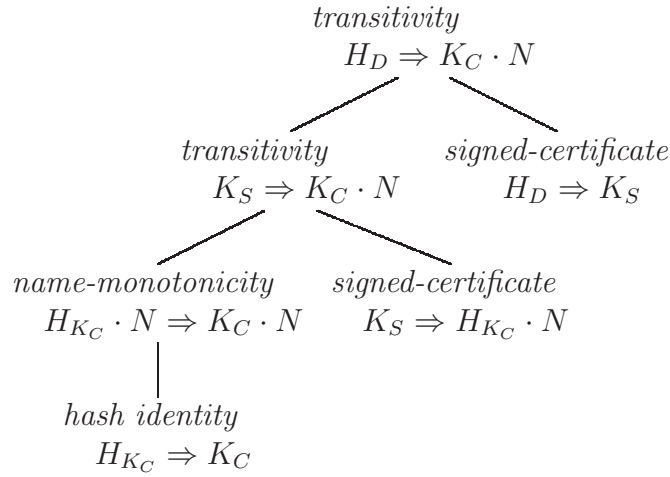 transitivity
H_D ⇒ K_C · N
transitivity signed-certificate
K_S ⇒ K_C · N H_D ⇒ K_S
name-monotonicity signed-certificate
H_{K_C} · N ⇒ K_C · N K_S ⇒ H_{K_C} · N
hash identity
H_{K_C} ⇒ K_C